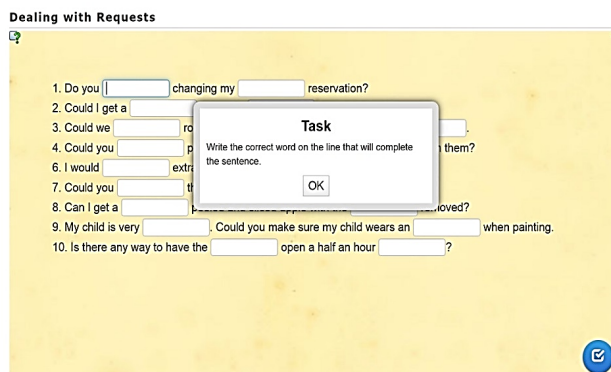 Dealing with Requests
1. Do you changing my reservation?
2. Could I get a
3. Could we ro .
4. Could you p n them?
6. I would extra
7. Could you th
8. Can I get a removed?
9. My child is very . Could you make sure my child wears an when painting.
10. Is there any way to have the open a half an hour ?
Task
Write the correct word on the line that will complete
the sentence.
OK